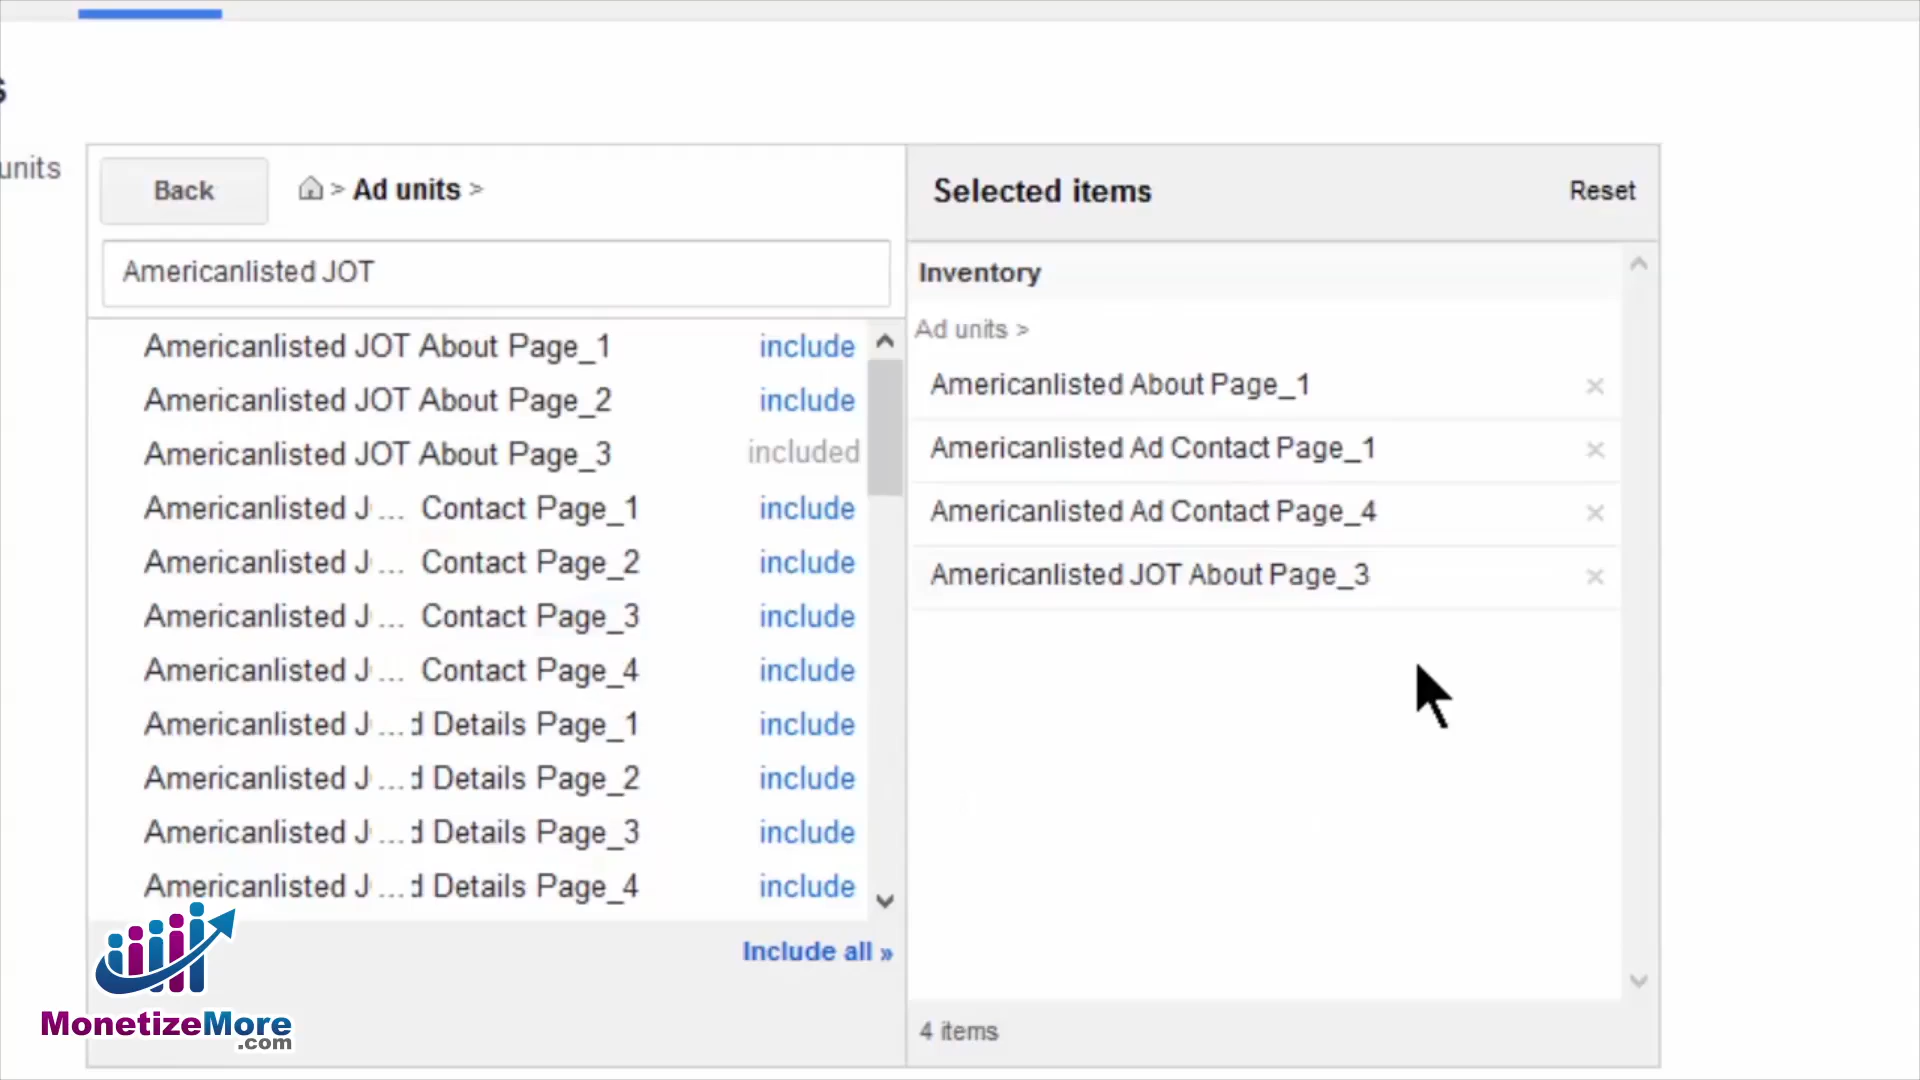 s
units
Back
> Ad units >
Americanlisted JOT
Americanlisted JOT About Page_1 include
Americanlisted JOT About Page_2 include
Americanlisted JOT About Page_3 included
Americanlisted J ... Contact Page_1 include
Americanlisted J ... Contact Page_2 include
Americanlisted J ... Contact Page_3 include
Americanlisted J ... Contact Page_4 include
Americanlisted J ... d Details Page_1 include
Americanlisted J ... d Details Page_2 include
Americanlisted J ... d Details Page_3 include
Americanlisted J ... d Details Page_4 include
Include all »
Selected items Reset
Inventory
Ad units >
Americanlisted About Page_1 ×
Americanlisted Ad Contact Page_1 ×
Americanlisted Ad Contact Page_4 ×
Americanlisted JOT About Page_3 ×
4 items
MonetizeMore
.com